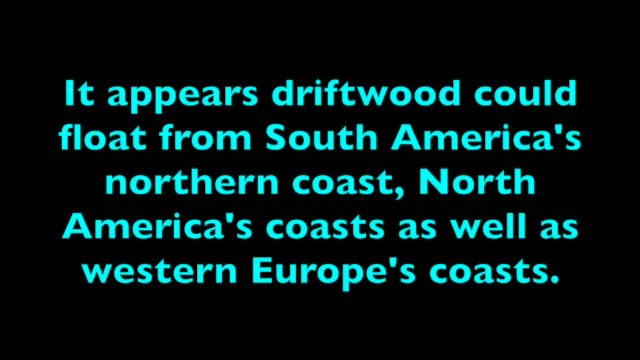 It appears driftwood could
float from South America's
northern coast, North
America's coasts as well as
western Europe's coasts.